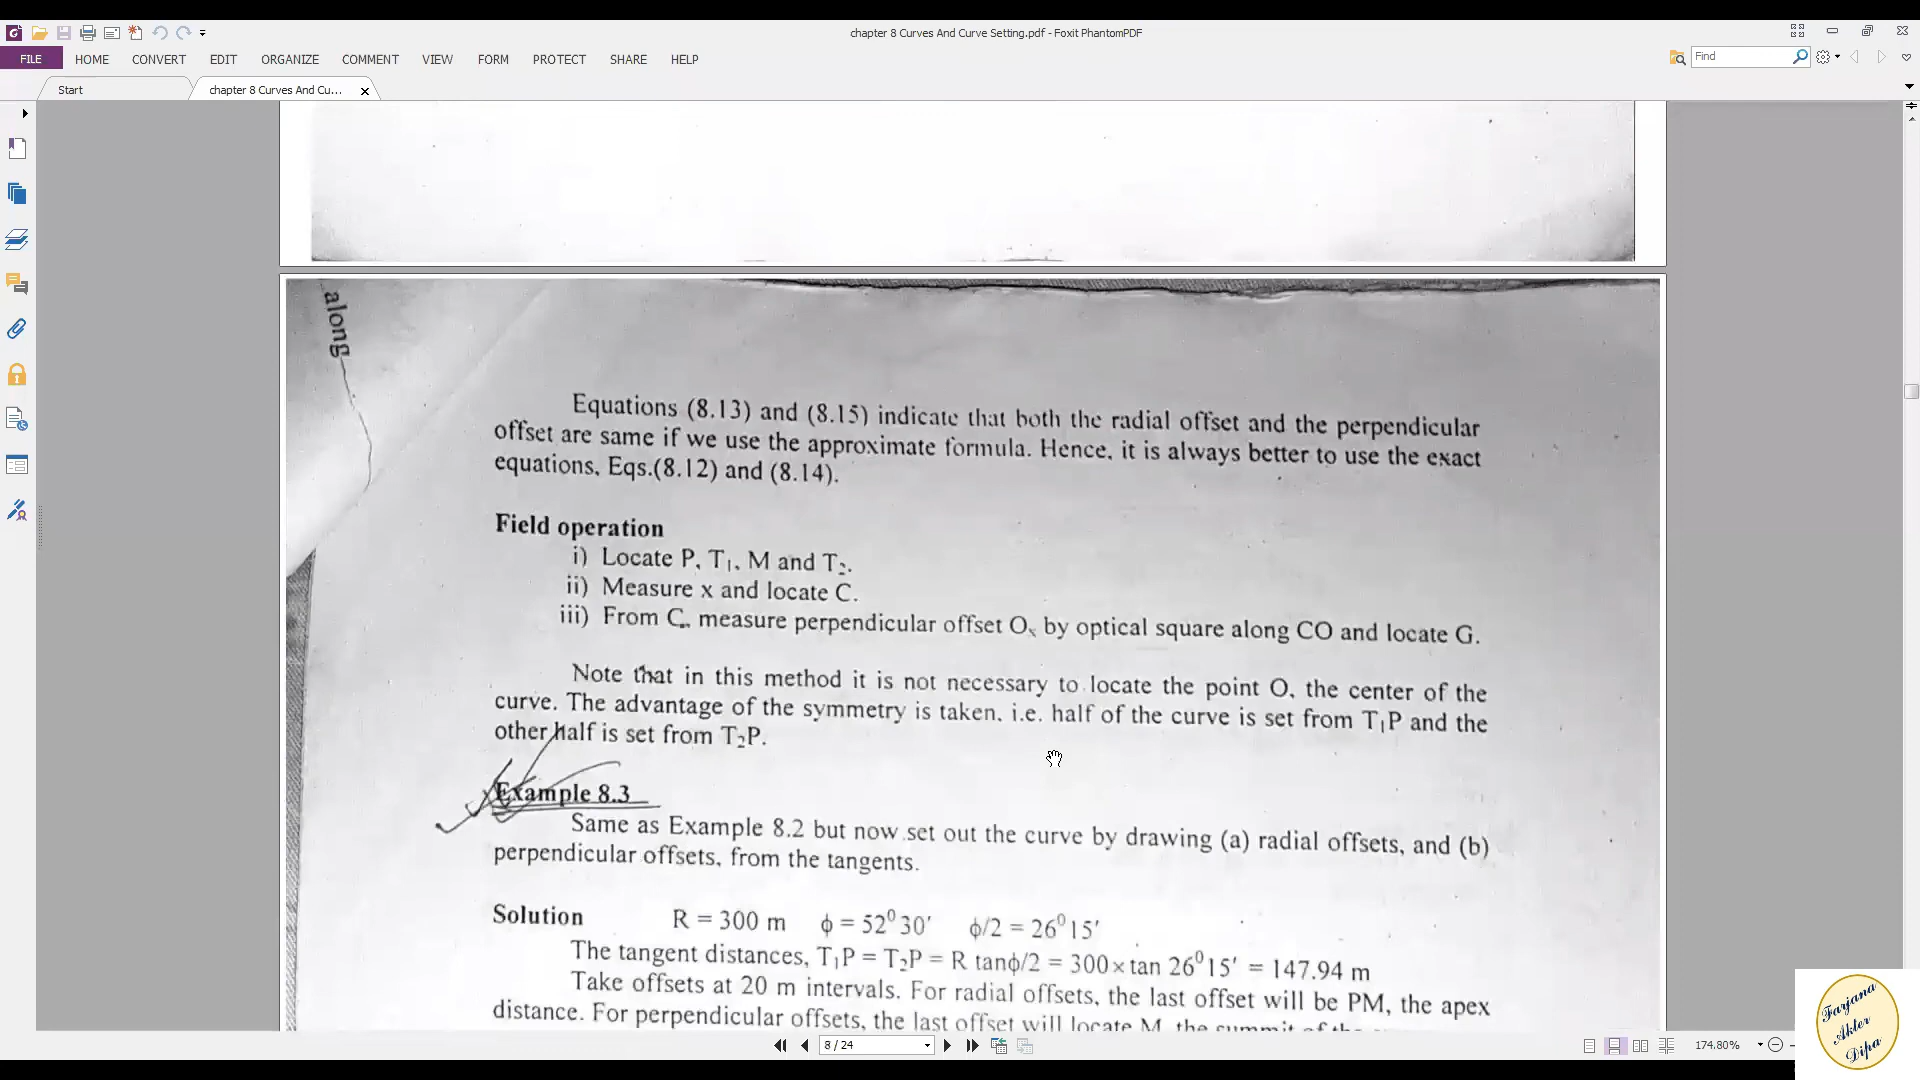 chapter 8 Curves And Curve Setting.pdf - Foxit PhantomPDF
FILE HOME CONVERT EDIT ORGANIZE COMMENT VIEW FORM PROTECT SHARE HELP
Find
Start
chapter 8 Curves And Cu...
along
Equations (8.13) and (8.15) indicate that both the radial offset and the perpendicular
offset are same if we use the approximate formula. Hence, it is always better to use the exact
equations, Eqs.(8.12) and (8.14).
Field operation
i) Locate P, T₁, M and T₂.
ii) Measure x and locate C.
iii) From C, measure perpendicular offset Oₓ by optical square along CO and locate G.
Note that in this method it is not necessary to locate the point O, the center of the
curve. The advantage of the symmetry is taken, i.e. half of the curve is set from T₁P and the
other half is set from T₂P.
Example 8.3
Same as Example 8.2 but now set out the curve by drawing (a) radial offsets, and (b)
perpendicular offsets, from the tangents.
Solution R = 300 m ϕ = 52⁰30′ ϕ/2 = 26⁰15′
The tangent distances, T₁P = T₂P = R tanϕ/2 = 300×tan 26⁰15′ = 147.94 m
Take offsets at 20 m intervals. For radial offsets, the last offset will be PM, the apex
distance. For perpendicular offsets, the last offset will locate M, the summit of the
8 / 24
174.80%
Farjana
Akter
Dipa